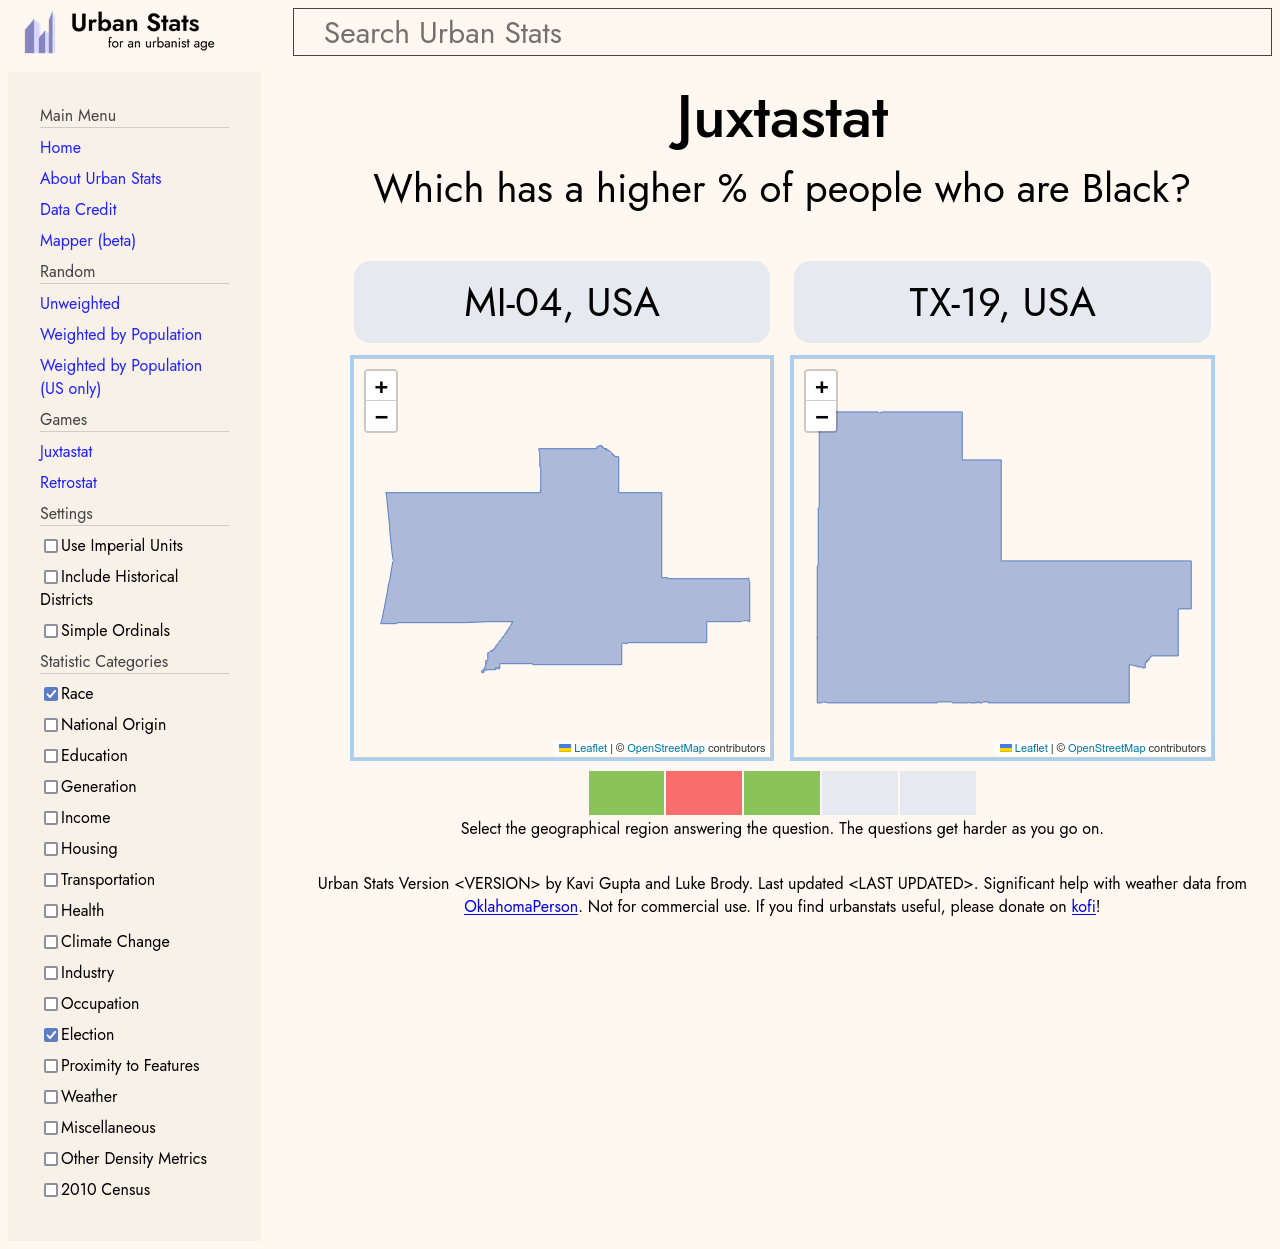 Urban Stats
for an urbanist age
Search Urban Stats
Main Menu
Home
About Urban Stats
Data Credit
Mapper (beta)
Random
Unweighted
Weighted by Population
Weighted by Population
(US only)
Games
Juxtastat
Retrostat
Settings
Use Imperial Units
Include Historical
Districts
Simple Ordinals
Statistic Categories
Race
National Origin
Education
Generation
Income
Housing
Transportation
Health
Climate Change
Industry
Occupation
Election
Proximity to Features
Weather
Miscellaneous
Other Density Metrics
2010 Census
Juxtastat
Which has a higher % of people who are Black?
MI-04, USA
+
−
Leaflet | © OpenStreetMap contributors
TX-19, USA
+
−
Leaflet | © OpenStreetMap contributors
Select the geographical region answering the question. The questions get harder as you go on.
Urban Stats Version <VERSION> by Kavi Gupta and Luke Brody. Last updated <LAST UPDATED>. Significant help with weather data from
OklahomaPerson. Not for commercial use. If you find urbanstats useful, please donate on kofi!